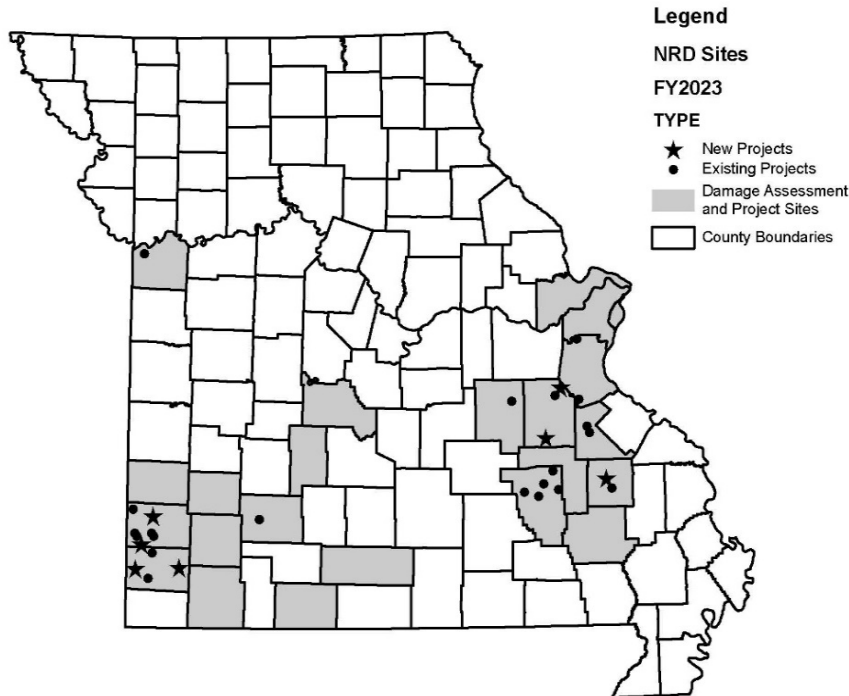 Legend
NRD Sites
FY2023
TYPE
New Projects
Existing Projects
Damage Assessment
and Project Sites
County Boundaries